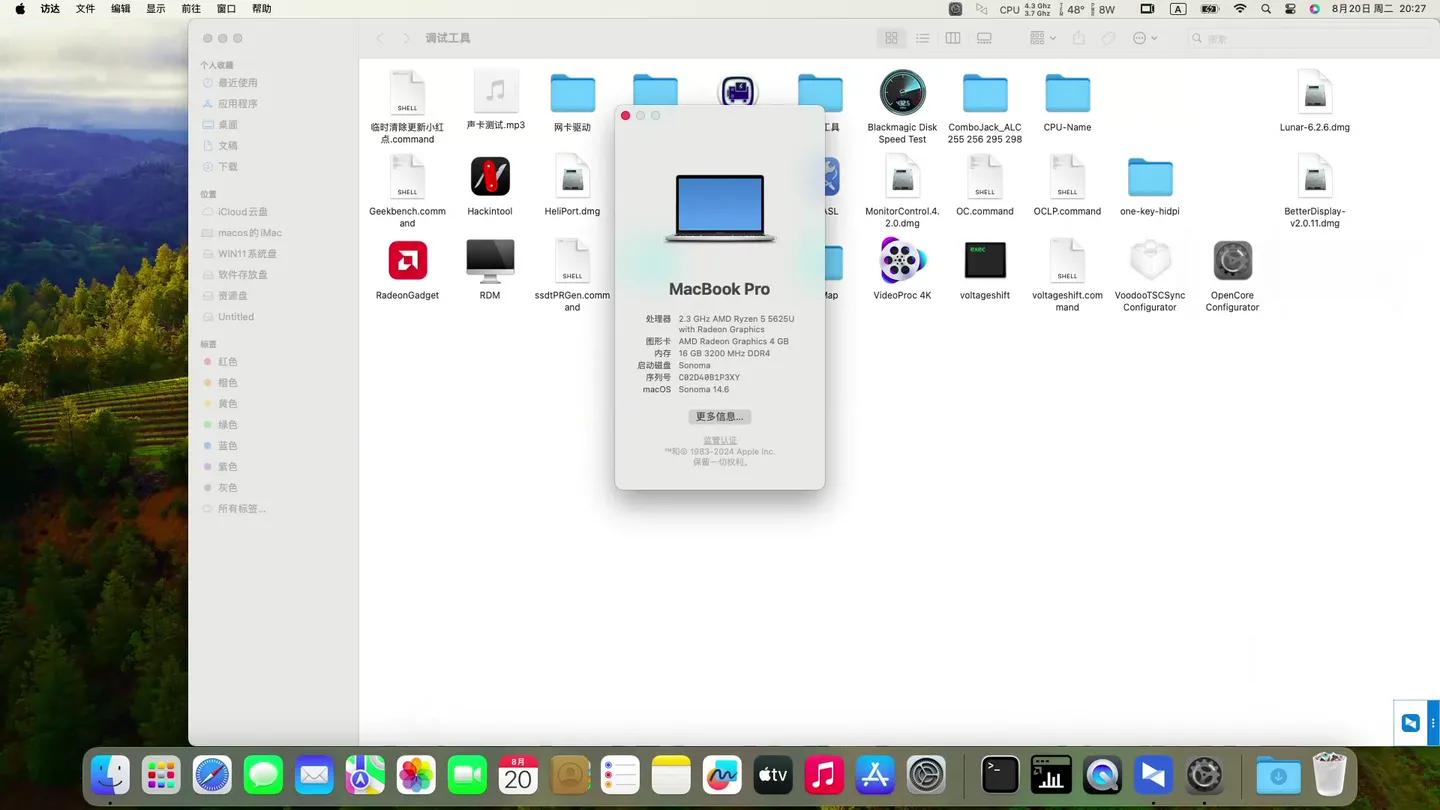 访达 文件 编辑 显示 前往 窗口 帮助
CPU 4.3 Ghz 3.7 Ghz 48° 8W A 8月20日 周二 20:27
调试工具
搜索
个人收藏
最近使用
应用程序
桌面
文稿
下载
位置
iCloud云盘
macos的iMac
WIN11系统盘
软件存放盘
资源盘
Untitled
标签
红色
橙色
黄色
绿色
蓝色
紫色
灰色
所有标签...
SHELL
临时清除更新小红
点.command
声卡测试.mp3
网卡驱动
工具
Blackmagic Disk
Speed Test
ComboJack_ALC
255 256 295 298
CPU-Name
Lunar-6.2.6.dmg
SHELL
Geekbench.comm
and
Hackintool
HeliPort.dmg
ASL
MonitorControl.4.
2.0.dmg
SHELL
OC.command
SHELL
OCLP.command
one-key-hidpi
BetterDisplay-
v2.0.11.dmg
RadeonGadget
RDM
SHELL
ssdtPRGen.comm
and
Map
VideoProc 4K
exec
voltageshift
SHELL
voltageshift.com
mand
VoodooTSCSync
Configurator
OpenCore
Configurator
MacBook Pro
处理器 2.3 GHz AMD Ryzen 5 5625U
with Radeon Graphics
图形卡 AMD Radeon Graphics 4 GB
内存 16 GB 3200 MHz DDR4
启动磁盘 Sonoma
序列号 C02D40B1P3XY
macOS Sonoma 14.6
更多信息...
监管认证
™和© 1983-2024 Apple Inc.
保留一切权利。
8月
20
tv